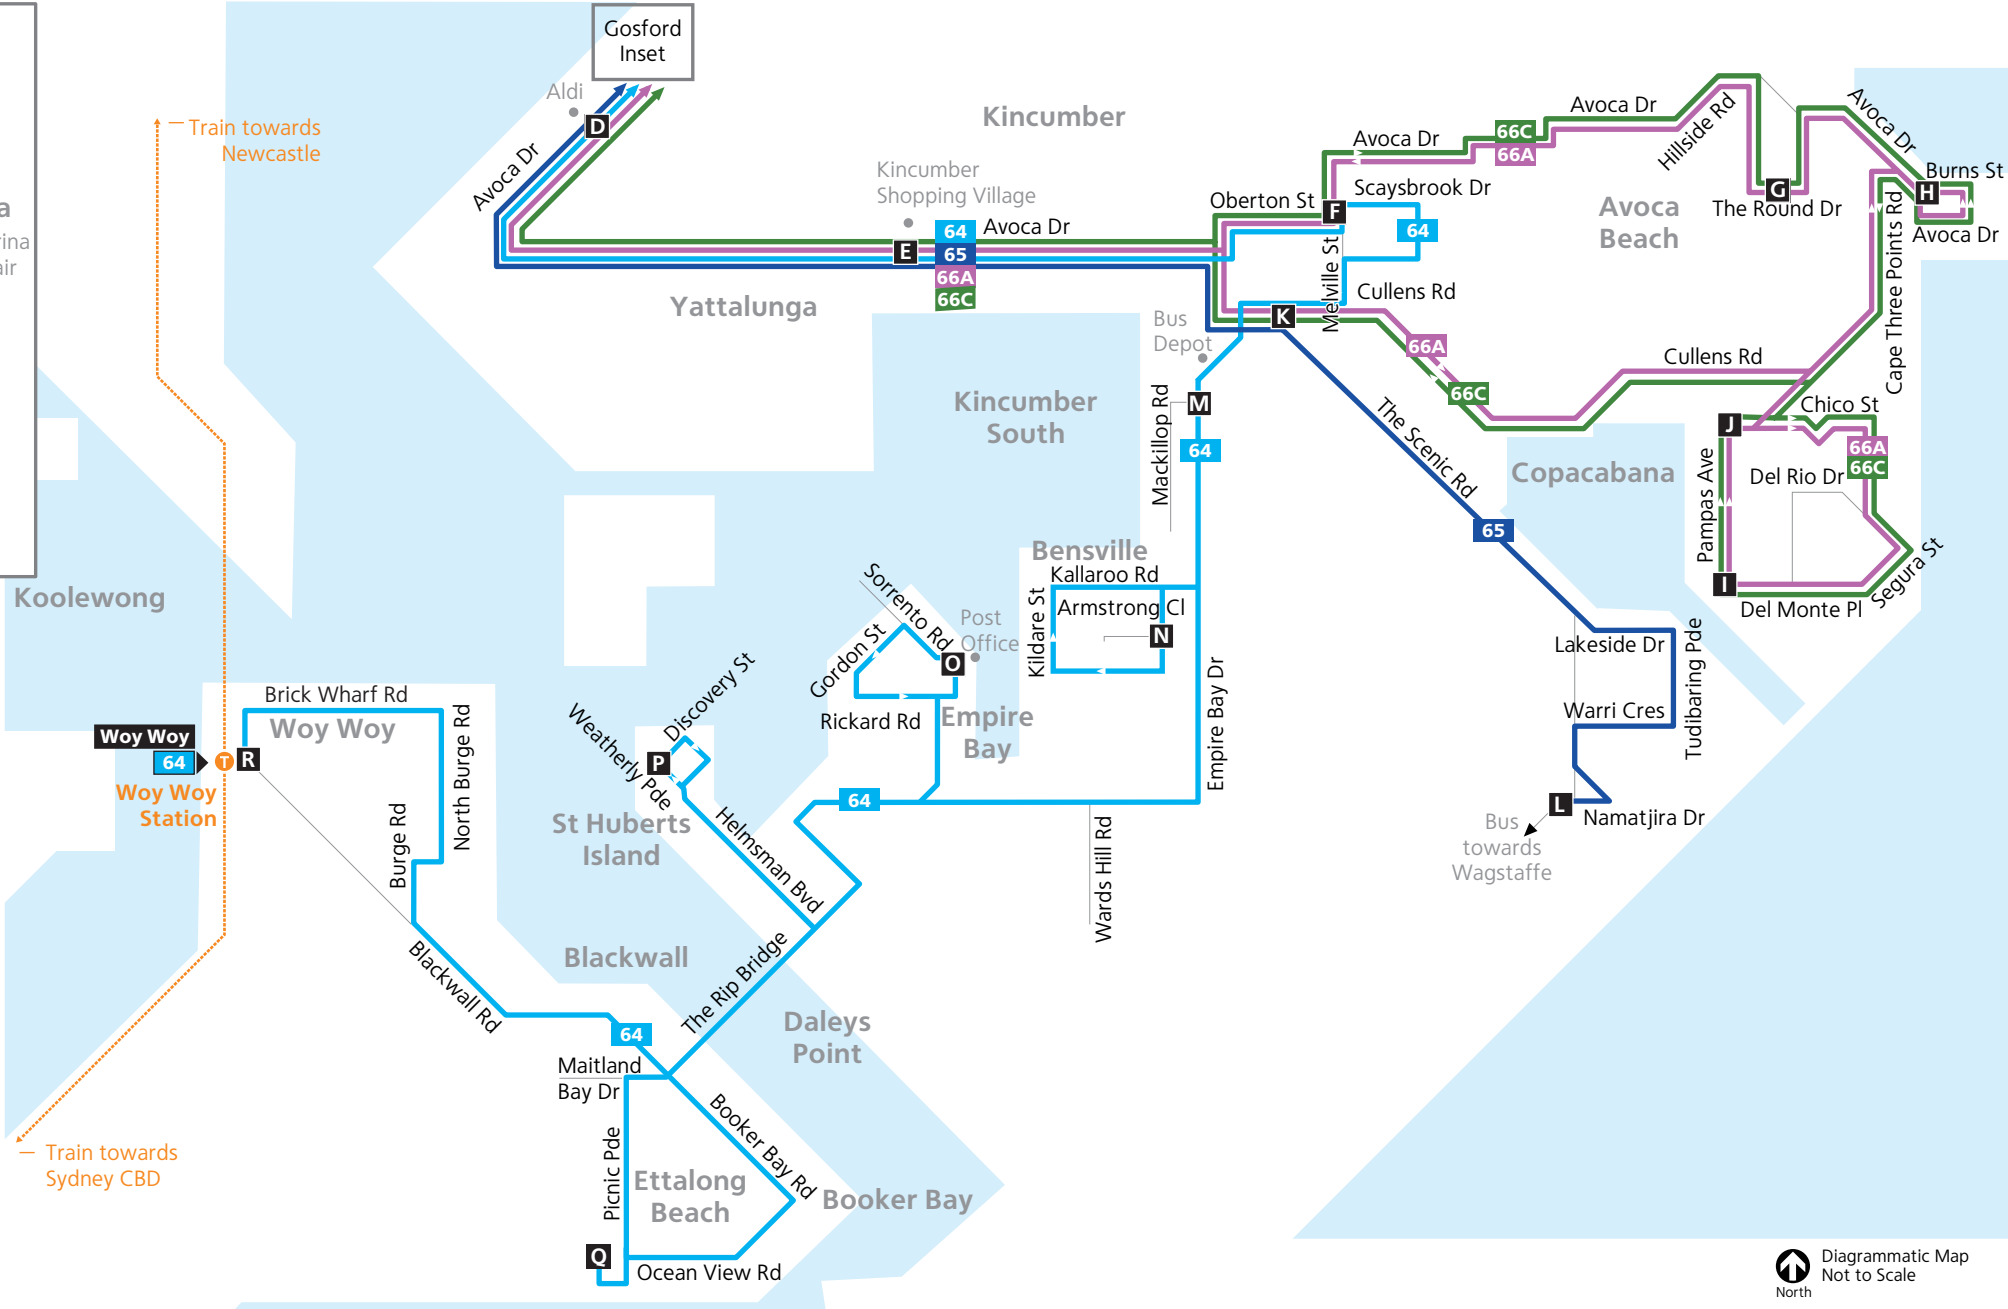 Gosford
Inset
Aldi
D
Avoca Dr
Train towards
Newcastle
Kincumber
Kincumber
Shopping Village
E
64
65
66A
66C
Avoca Dr
Yattalunga
Oberton St
F
Scaysbrook Dr
64
Melville St
Cullens Rd
K
Avoca Dr
66C
66A
Avoca Dr
Hillside Rd
G
The Round Dr
Avoca
Beach
Avoca Dr
Burns St
H
Avoca Dr
Cape Three Points Rd
Cullens Rd
66A
66C
Chico St
J
66A
66C
Del Rio Dr
Pampas Ave
I
Del Monte Pl
Segura St
Bus
Depot
Mackillop Rd
M
64
Kincumber
South
The Scenic Rd
Copacabana
65
Lakeside Dr
Tudibaring Pde
Warri Cres
L
Namatjira Dr
Bus
towards
Wagstaffe
Bensville
Kallaroo Rd
Armstrong Cl
Kildare St
N
Empire Bay Dr
Sorrento Rd
Post
Office
Gordon St
O
Rickard Rd
Empire
Bay
64
Wards Hill Rd
a
rina
air
Koolewong
Brick Wharf Rd
Woy Woy
Woy Woy
64
T
R
Woy Woy
Station
North Burge Rd
Burge Rd
Blackwall Rd
Discovery St
Weatherly Pde
P
St Huberts
Island
Helmsman Bvd
Blackwall
The Rip Bridge
Daleys
Point
64
Maitland
Bay Dr
Booker Bay Rd
Picnic Pde
Ettalong
Beach
Booker Bay
Q
Ocean View Rd
Train towards
Sydney CBD
North
Diagrammatic Map
Not to Scale